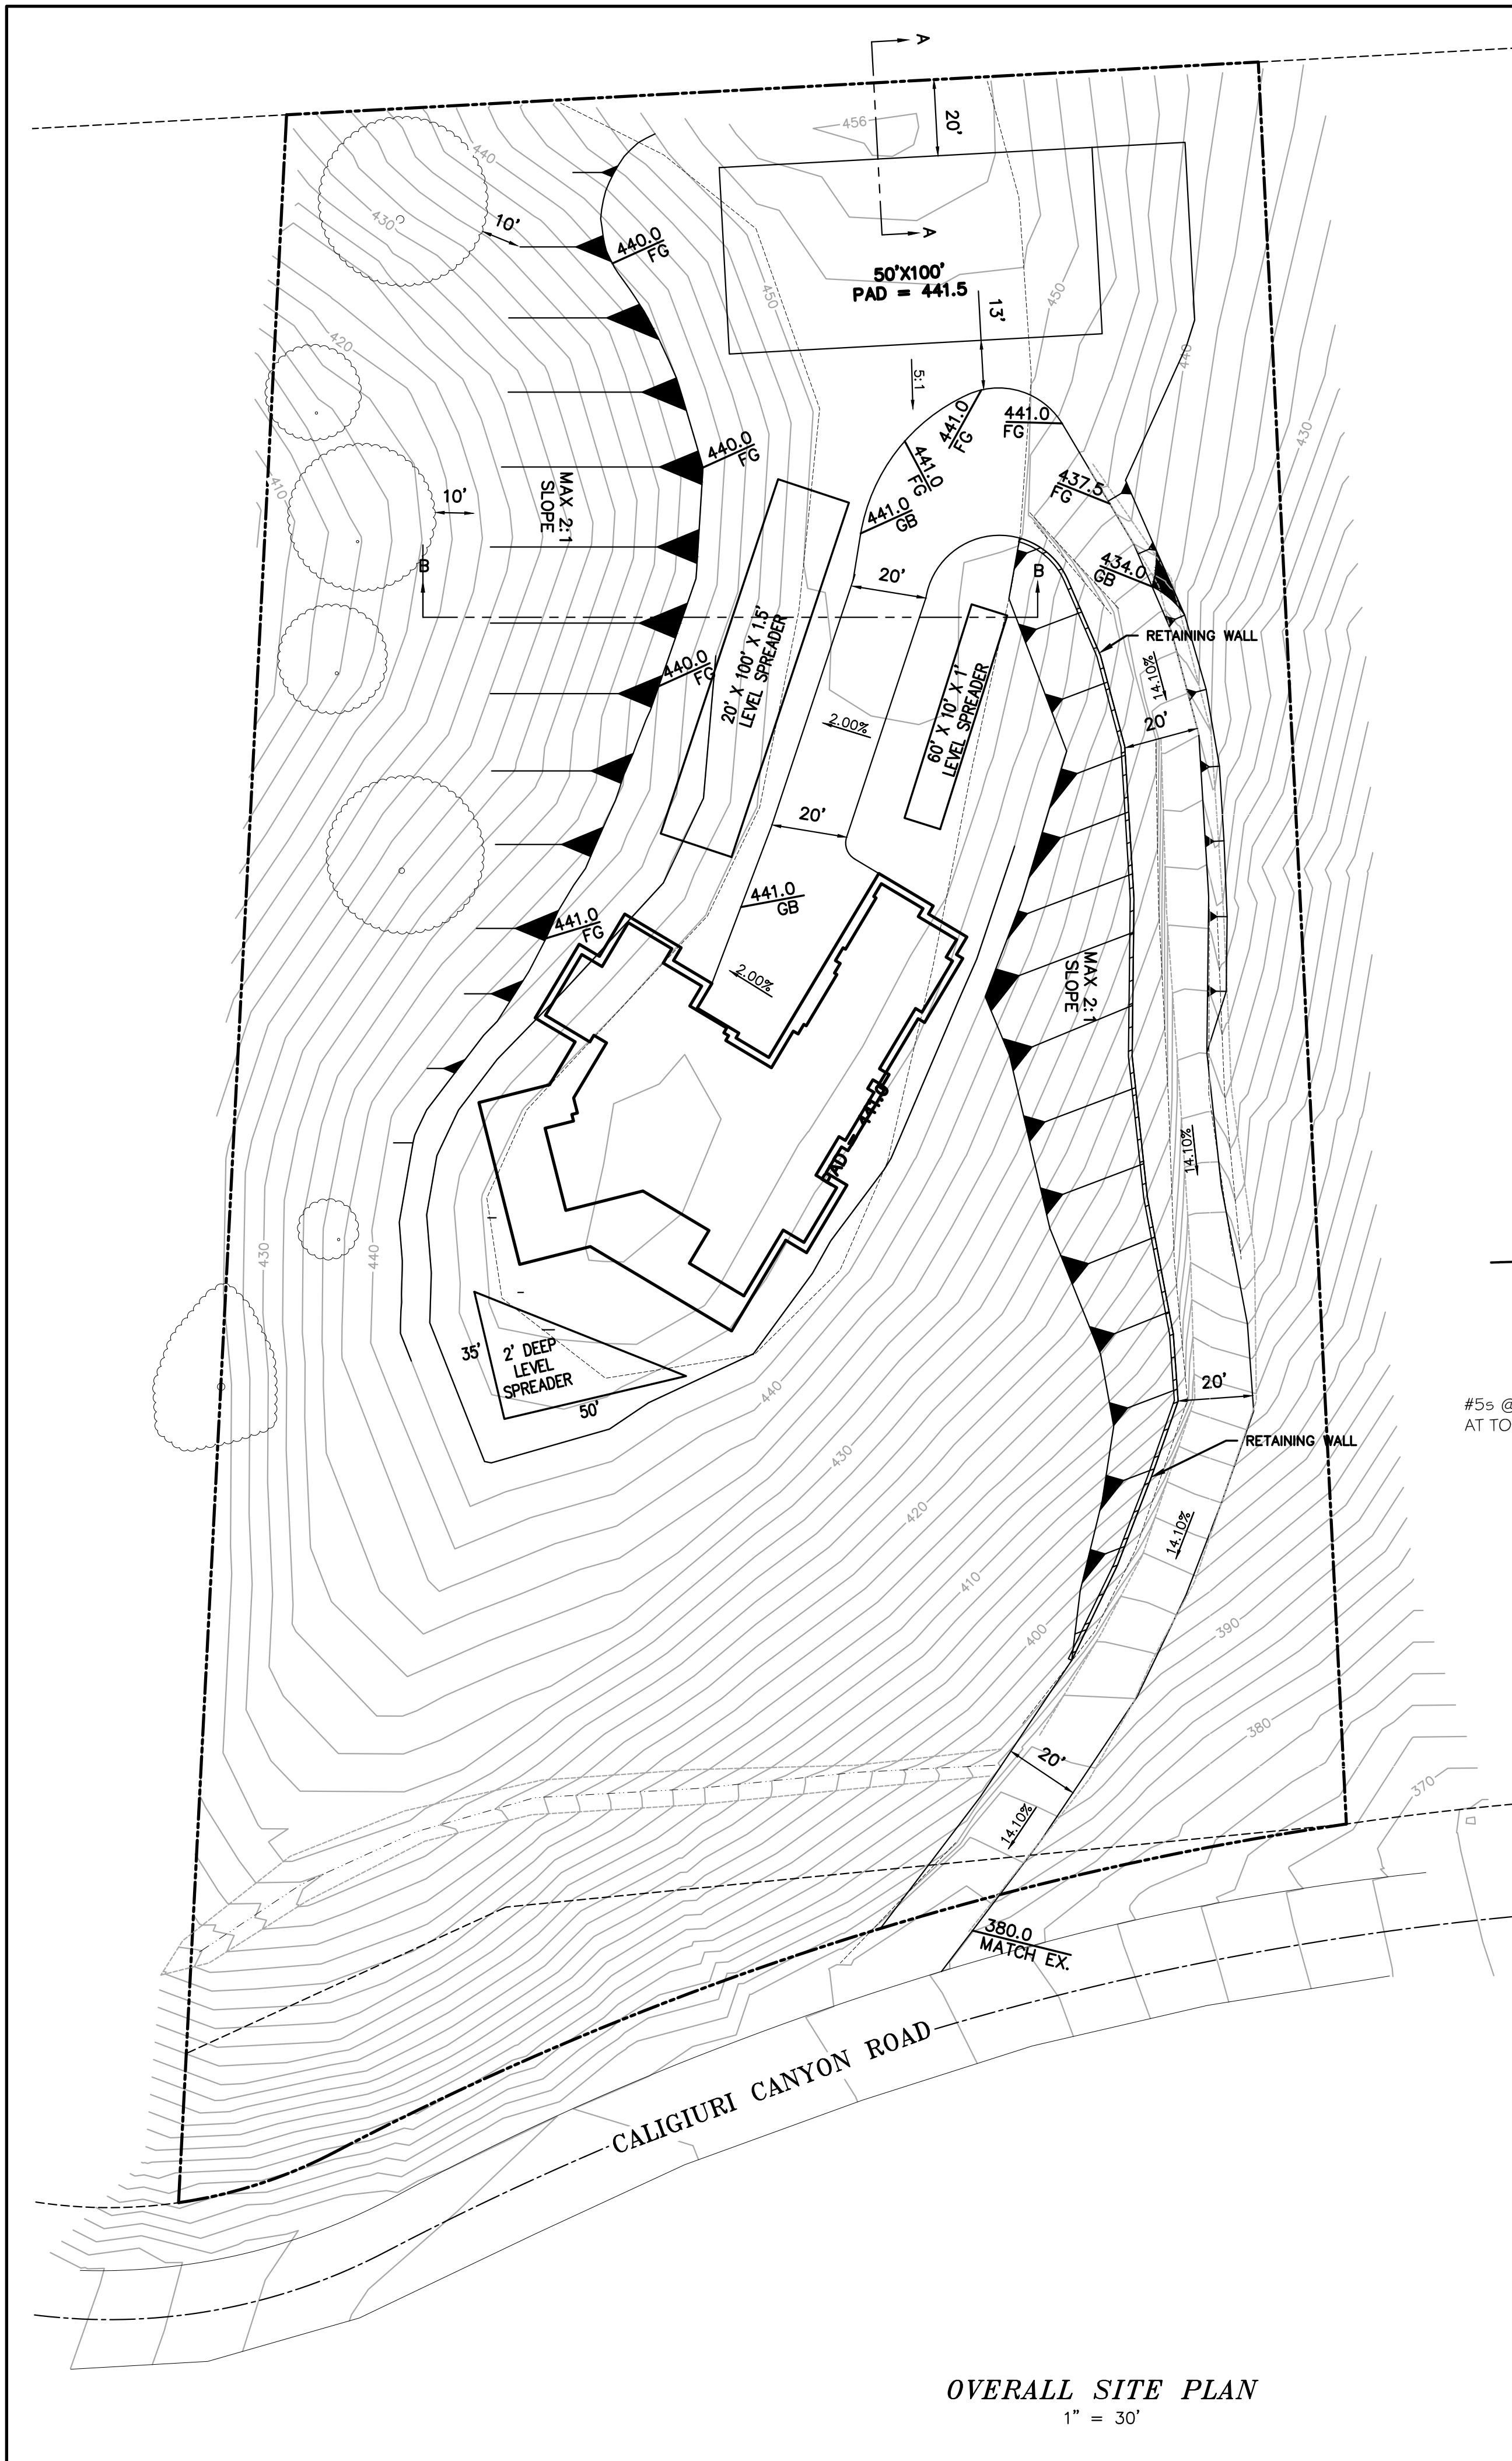 A
456
20'
440
10'
430
440.0
FG
A
50'X100'
PAD = 441.5
450
450
13'
420
440
5:1
441.0
FG
441.0
FG
430
441.0
FG
440.0
FG
410
10'
MAX 2:1
SLOPE
437.5
FG
441.0
GB
B
20'
B
434.0
GB
RETAINING WALL
440.0
FG
20' X 100' X 1.5'
LEVEL SPREADER
14.10%
60' X 10' X 1'
LEVEL SPREADER
2.00%
20'
20'
441.0
GB
441.0
FG
2.00%
MAX 2:1
SLOPE
14.10%
430
440
35'
2' DEEP
LEVEL
SPREADER
50'
440
20'
#5s @
AT TO
430
RETAINING WALL
420
14.10%
410
400
390
380
20'
370
14.10%
380.0
MATCH EX.
CALIGIURI CANYON ROAD
OVERALL SITE PLAN
1" = 30'